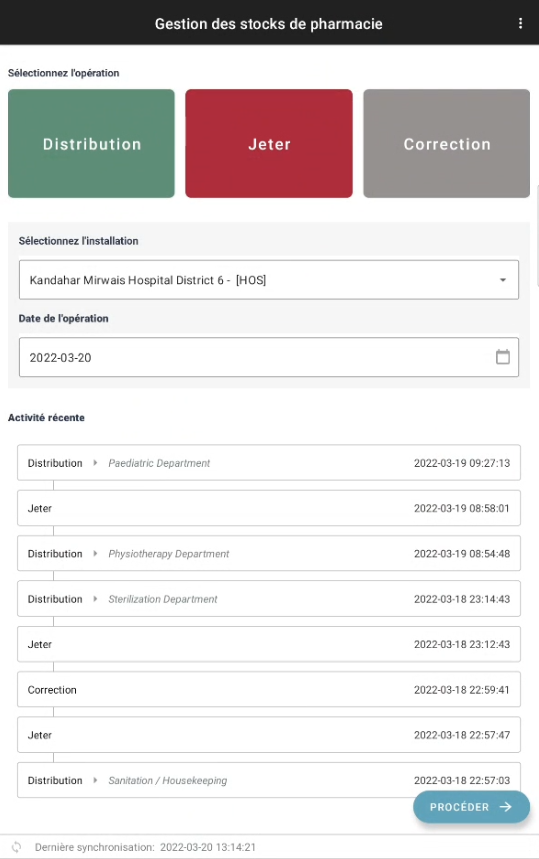 Gestion des stocks de pharmacie
Sélectionnez l'opération
Distribution
Jeter
Correction
Sélectionnez l'installation
Kandahar Mirwais Hospital District 6 - [HOS]
Date de l'opération
2022-03-20
Activité récente
Distribution Paediatric Department 2022-03-19 09:27:13
Jeter 2022-03-19 08:58:01
Distribution Physiotherapy Department 2022-03-19 08:54:48
Distribution Sterilization Department 2022-03-18 23:14:43
Jeter 2022-03-18 23:12:43
Correction 2022-03-18 22:59:41
Jeter 2022-03-18 22:57:47
Distribution Sanitation / Housekeeping 2022-03-18 22:57:03
PROCÉDER
Dernière synchronisation: 2022-03-20 13:14:21